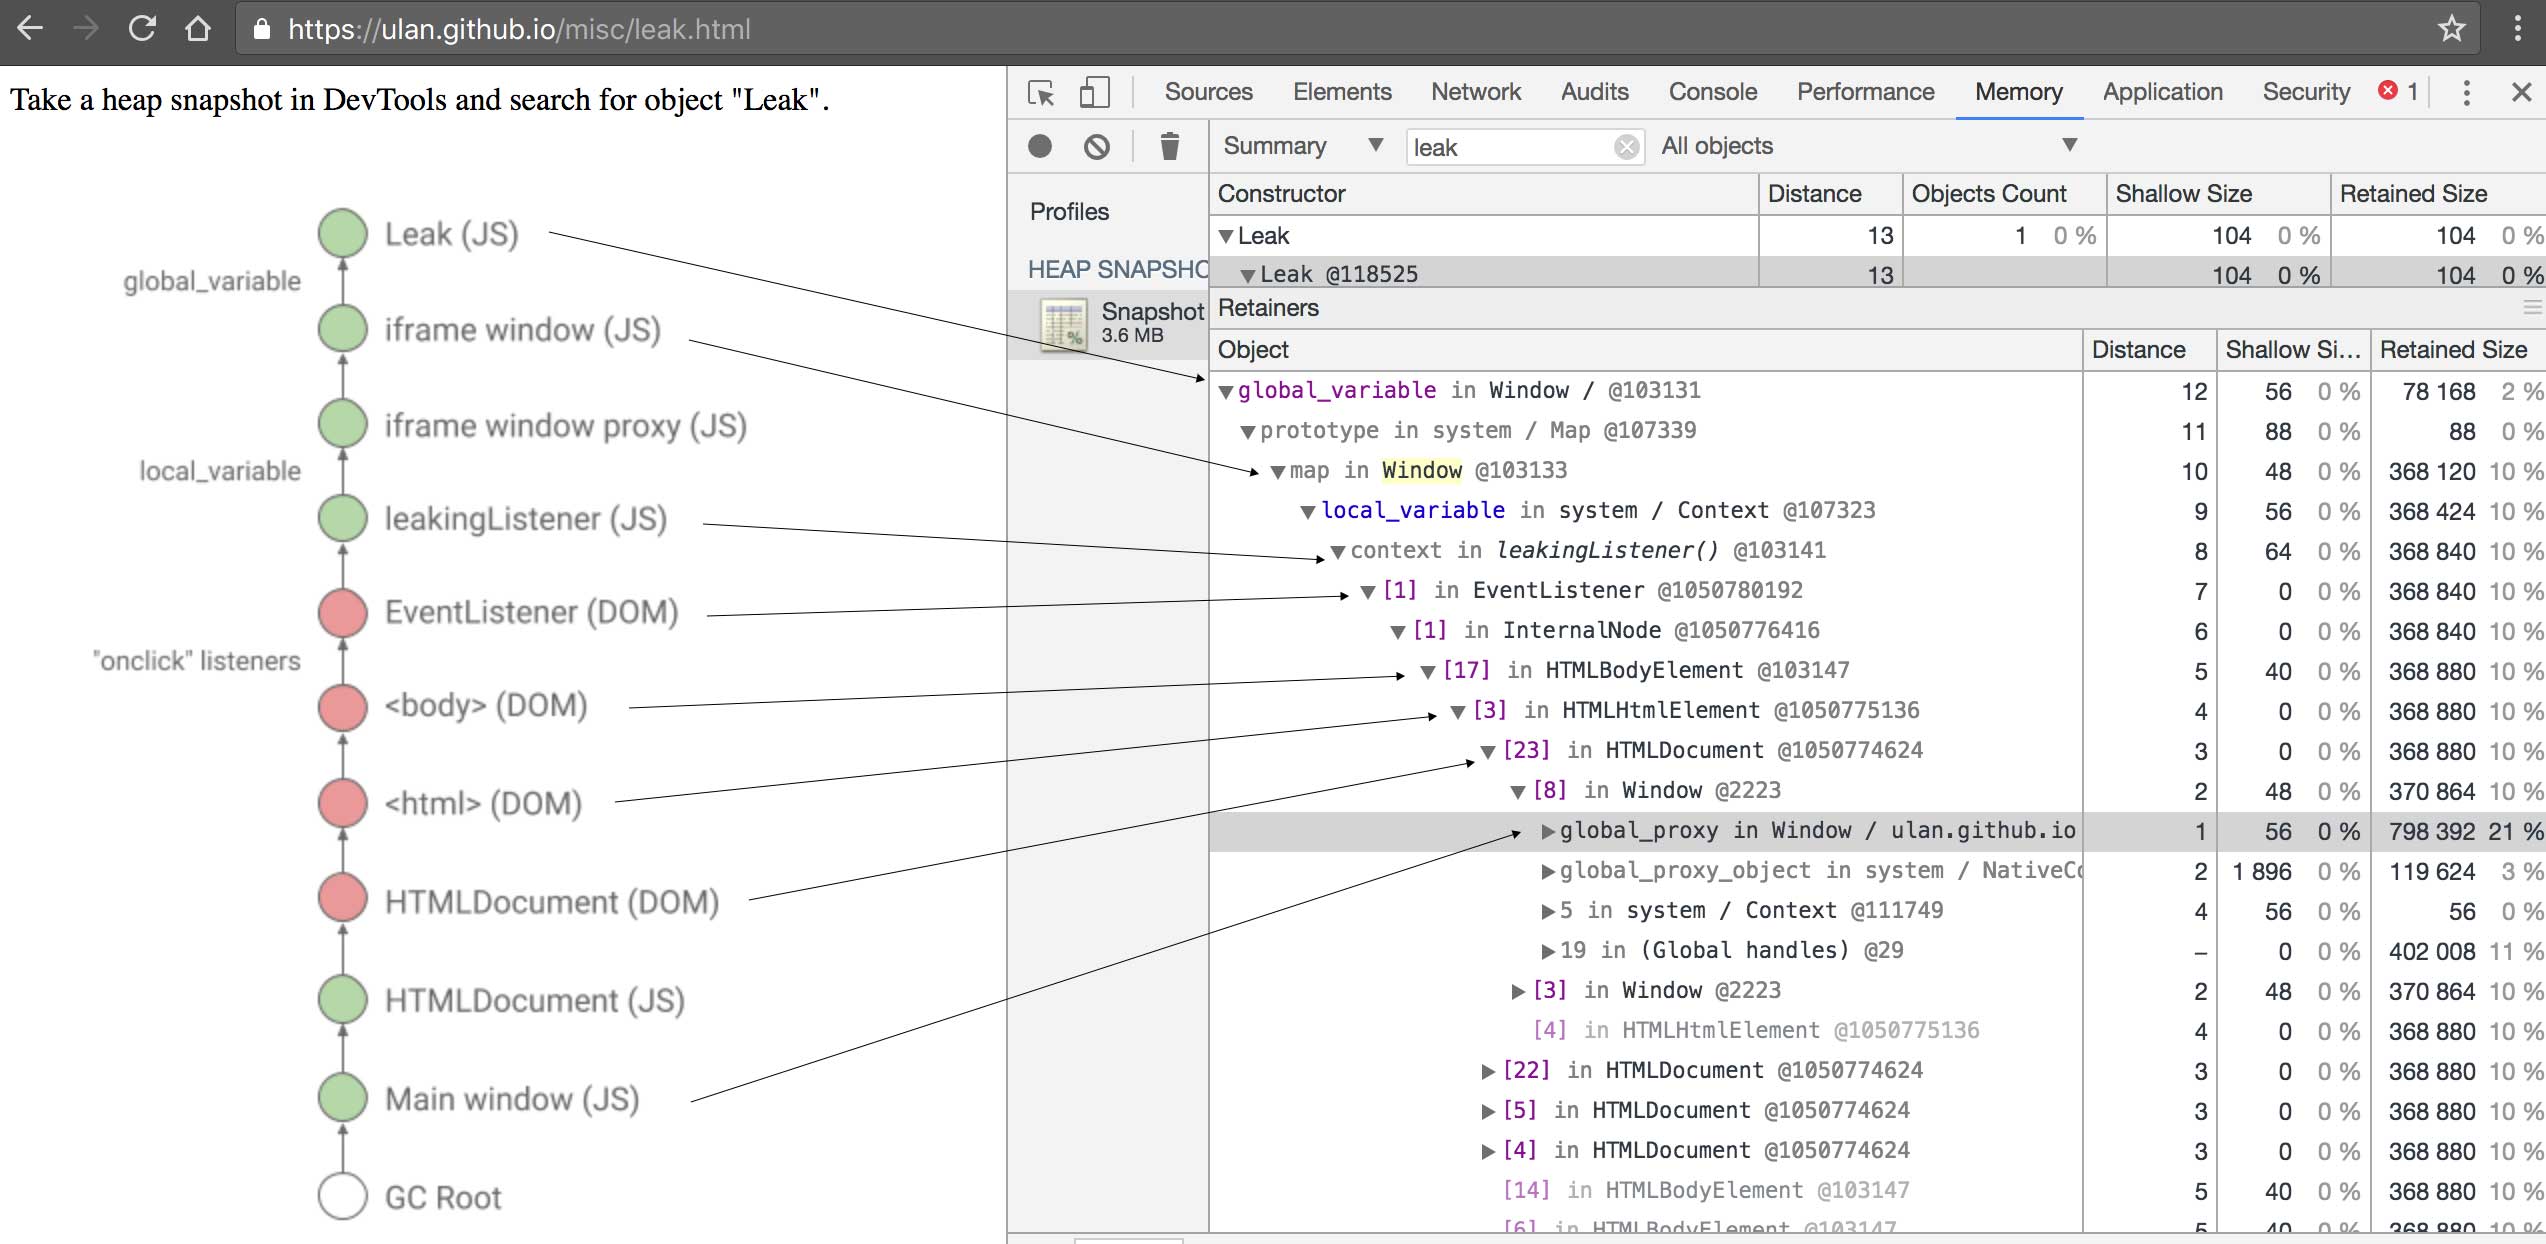 https://ulan.github.io/misc/leak.html
Take a heap snapshot in DevTools and search for object "Leak".
Leak (JS)
global_variable
iframe window (JS)
iframe window proxy (JS)
local_variable
leakingListener (JS)
EventListener (DOM)
"onclick" listeners
<body> (DOM)
<html> (DOM)
HTMLDocument (DOM)
HTMLDocument (JS)
Main window (JS)
GC Root
Sources Elements Network Audits Console Performance Memory Application Security 1
Summary leak All objects
Profiles
HEAP SNAPSHO
Snapshot
3.6 MB
Constructor Distance Objects Count Shallow Size Retained Size
Leak 13 1 0 % 104 0 % 104 0 %
Leak @118525 13 104 0 % 104 0 %
Retainers
Object Distance Shallow Si... Retained Size
global_variable in Window / @103131 12 56 0 % 78 168 2 %
prototype in system / Map @107339 11 88 0 % 88 0 %
map in Window @103133 10 48 0 % 368 120 10 %
local_variable in system / Context @107323 9 56 0 % 368 424 10 %
context in leakingListener() @103141 8 64 0 % 368 840 10 %
[1] in EventListener @1050780192 7 0 0 % 368 840 10 %
[1] in InternalNode @1050776416 6 0 0 % 368 840 10 %
[17] in HTMLBodyElement @103147 5 40 0 % 368 880 10 %
[3] in HTMLHtmlElement @1050775136 4 0 0 % 368 880 10 %
[23] in HTMLDocument @1050774624 3 0 0 % 368 880 10 %
[8] in Window @2223 2 48 0 % 370 864 10 %
global_proxy in Window / ulan.github.io 1 56 0 % 798 392 21 %
global_proxy_object in system / NativeCo 2 1 896 0 % 119 624 3 %
5 in system / Context @111749 4 56 0 % 56 0 %
19 in (Global handles) @29 – 0 0 % 402 008 11 %
[3] in Window @2223 2 48 0 % 370 864 10 %
[4] in HTMLHtmlElement @1050775136 4 0 0 % 368 880 10 %
[22] in HTMLDocument @1050774624 3 0 0 % 368 880 10 %
[5] in HTMLDocument @1050774624 3 0 0 % 368 880 10 %
[4] in HTMLDocument @1050774624 3 0 0 % 368 880 10 %
[14] in HTMLBodyElement @103147 5 40 0 % 368 880 10 %
[6] in HTMLBodyElement @103147 5 40 0 % 368 880 10 %